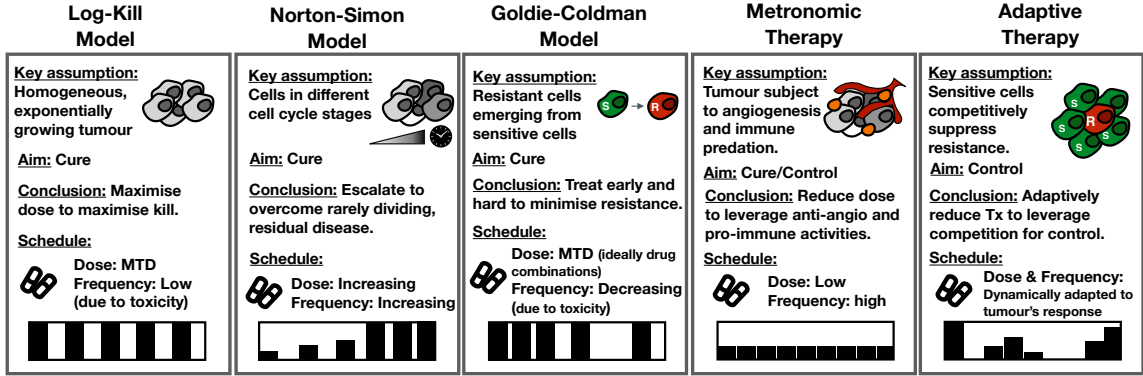 Log-Kill
Model
Key assumption:
Homogeneous,
exponentially
growing tumour
Aim: Cure
Conclusion: Maximise
dose to maximise kill.
Schedule:
Dose: MTD
Frequency: Low
(due to toxicity)
Norton-Simon
Model
Key assumption:
Cells in different
cell cycle stages
Aim: Cure
Conclusion: Escalate to
overcome rarely dividing,
residual disease.
Schedule:
Dose: Increasing
Frequency: Increasing
Goldie-Coldman
Model
Key assumption:
Resistant cells
emerging from
sensitive cells
S R
Aim: Cure
Conclusion: Treat early and
hard to minimise resistance.
Schedule:
Dose: MTD (ideally drug
combinations)
Frequency: Decreasing
(due to toxicity)
Metronomic
Therapy
Key assumption:
Tumour subject
to angiogenesis
and immune
predation.
Aim: Cure/Control
Conclusion: Reduce dose
to leverage anti-angio and
pro-immune activities.
Schedule:
Dose: Low
Frequency: high
Adaptive
Therapy
Key assumption:
Sensitive cells
competitively
suppress
resistance.
S
S
R
S
S
S
Aim: Control
Conclusion: Adaptively
reduce Tx to leverage
competition for control.
Schedule:
Dose & Frequency:
Dynamically adapted to
tumour's response